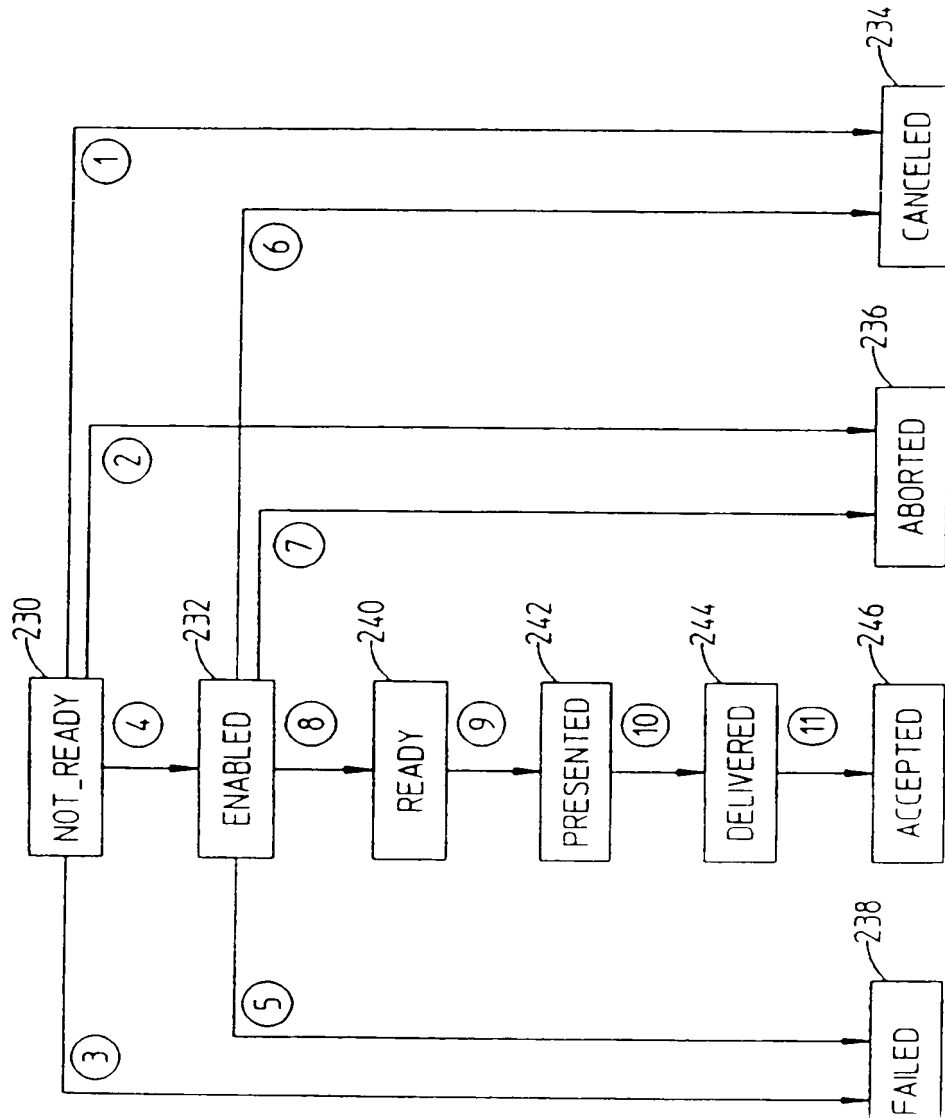 230
NOT_READY
3
4
2
1
232
ENABLED
5
8
7
6
240
READY
9
242
PRESENTED
10
244
DELIVERED
11
238
246
236
234
FAILED
ACCEPTED
ABORTED
CANCELED